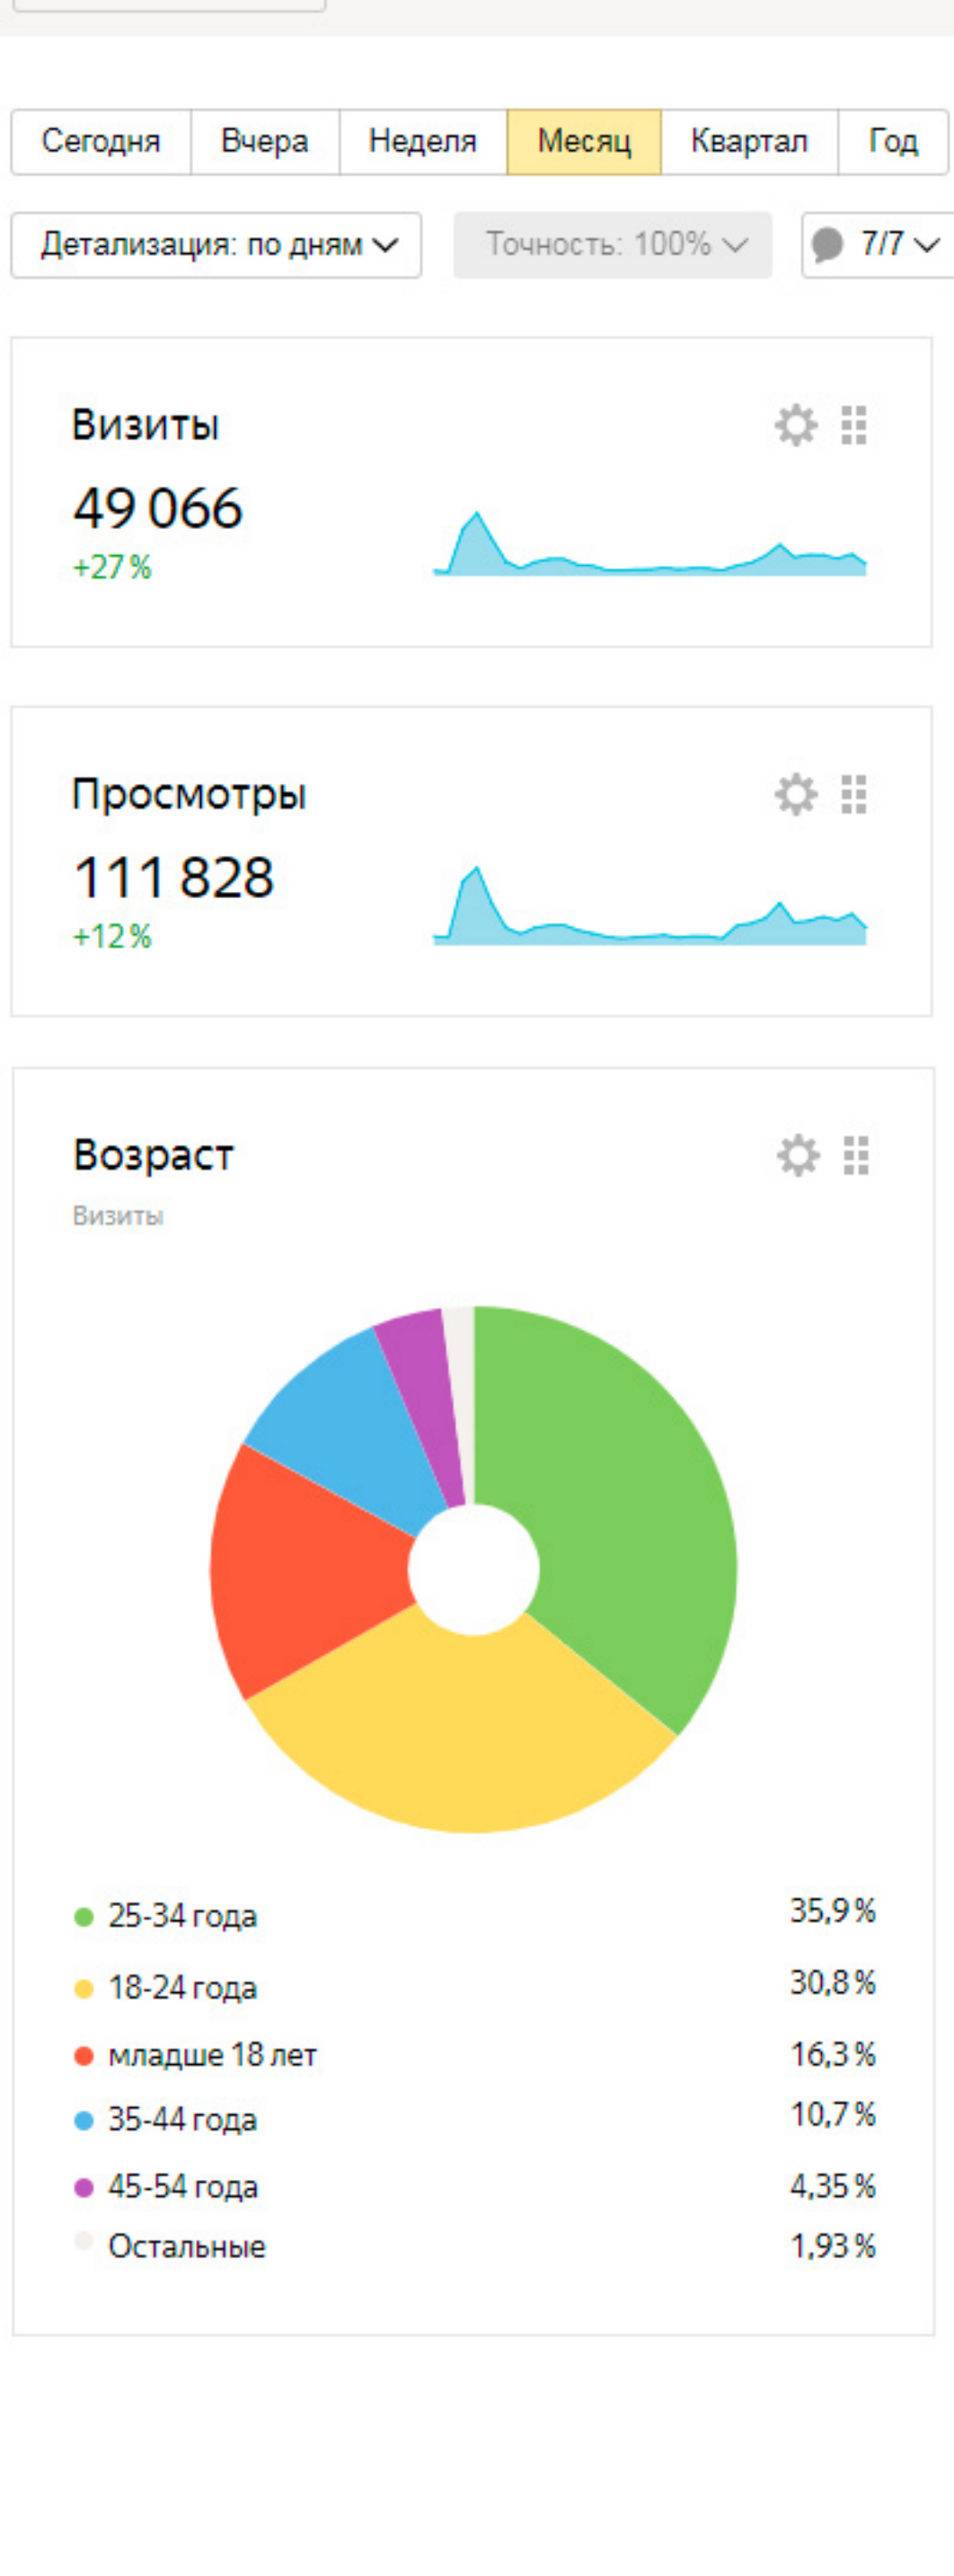 Сегодня Вчера Неделя Месяц Квартал Год
Детализация: по дням Точность: 100% 7/7
Визиты
49 066
+27 %
Просмотры
111 828
+12 %
Возраст
Визиты
25-34 года 35,9 %
18-24 года 30,8 %
младше 18 лет 16,3 %
35-44 года 10,7 %
45-54 года 4,35 %
Остальные 1,93 %